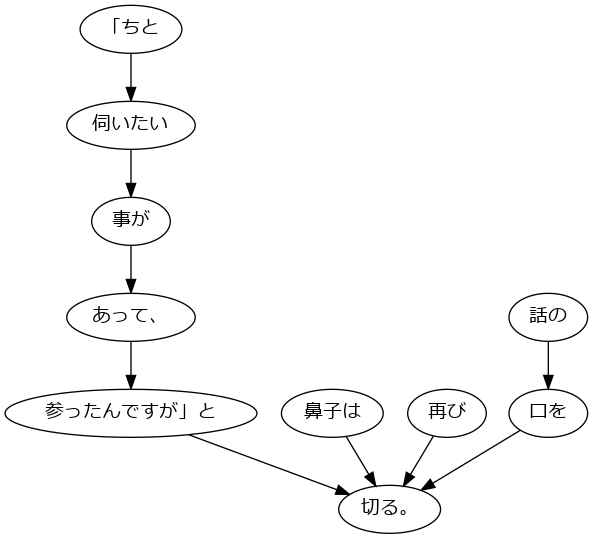 「ちと
伺いたい
事が
あって、
話の
参ったんですが」と
鼻子は
再び
口を
切る。